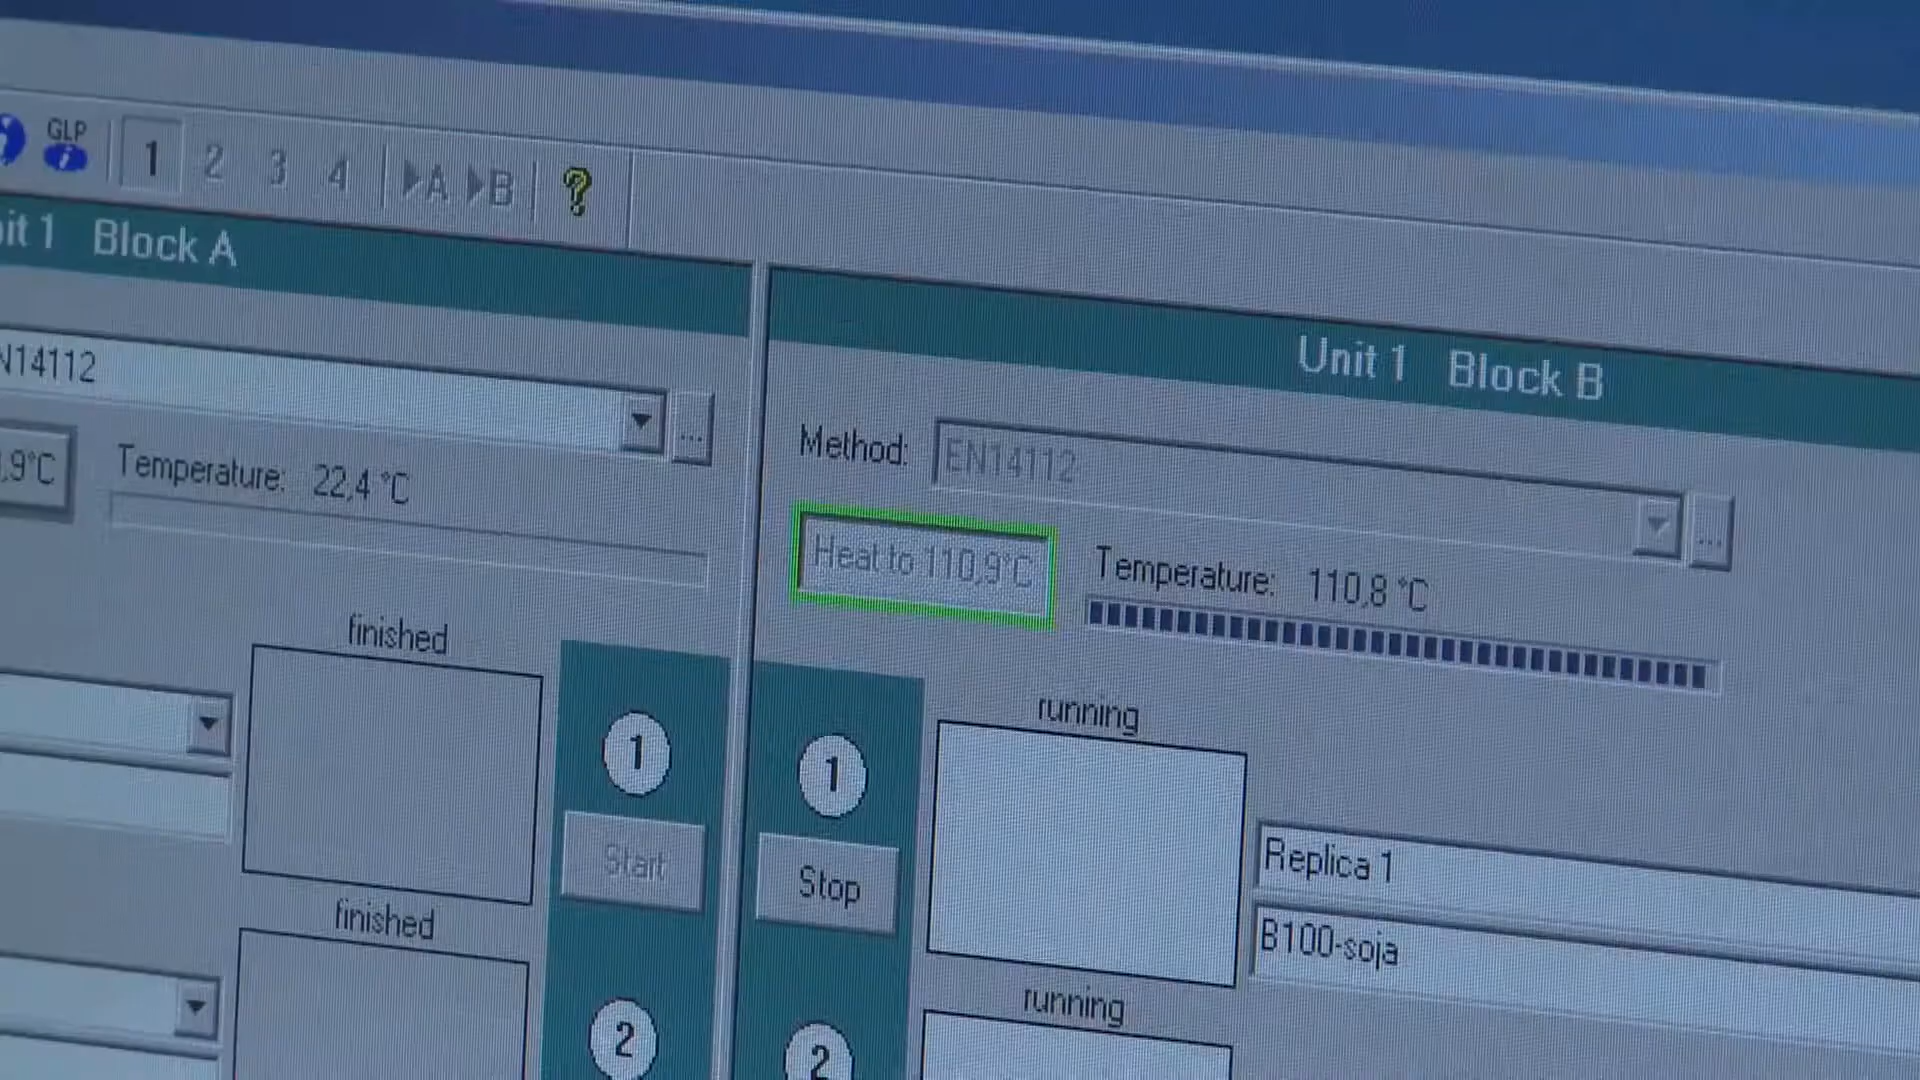 GLP
1 2 3 4 A B ?
it 1 Block A
N14112
...
,9°C
Temperature: 22,4 °C
finished
1
Start
finished
2
Unit 1 Block B
Method: EN14112
...
Heat to 110,9°C
Temperature: 110,8 °C
running
1
Stop
Replica 1
B100-soja
running
2